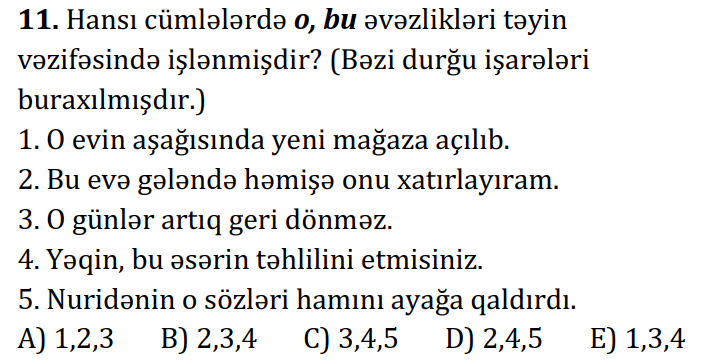 11. Hansı cümlələrdə o, bu əvəzlikləri təyin
vəzifəsində işlənmişdir? (Bəzi durğu işarələri
buraxılmışdır.)
1. O evin aşağısında yeni mağaza açılıb.
2. Bu evə gələndə həmişə onu xatırlayıram.
3. O günlər artıq geri dönməz.
4. Yəqin, bu əsərin təhlilini etmisiniz.
5. Nuridənin o sözləri hamını ayağa qaldırdı.
A) 1,2,3 B) 2,3,4 C) 3,4,5 D) 2,4,5 E) 1,3,4